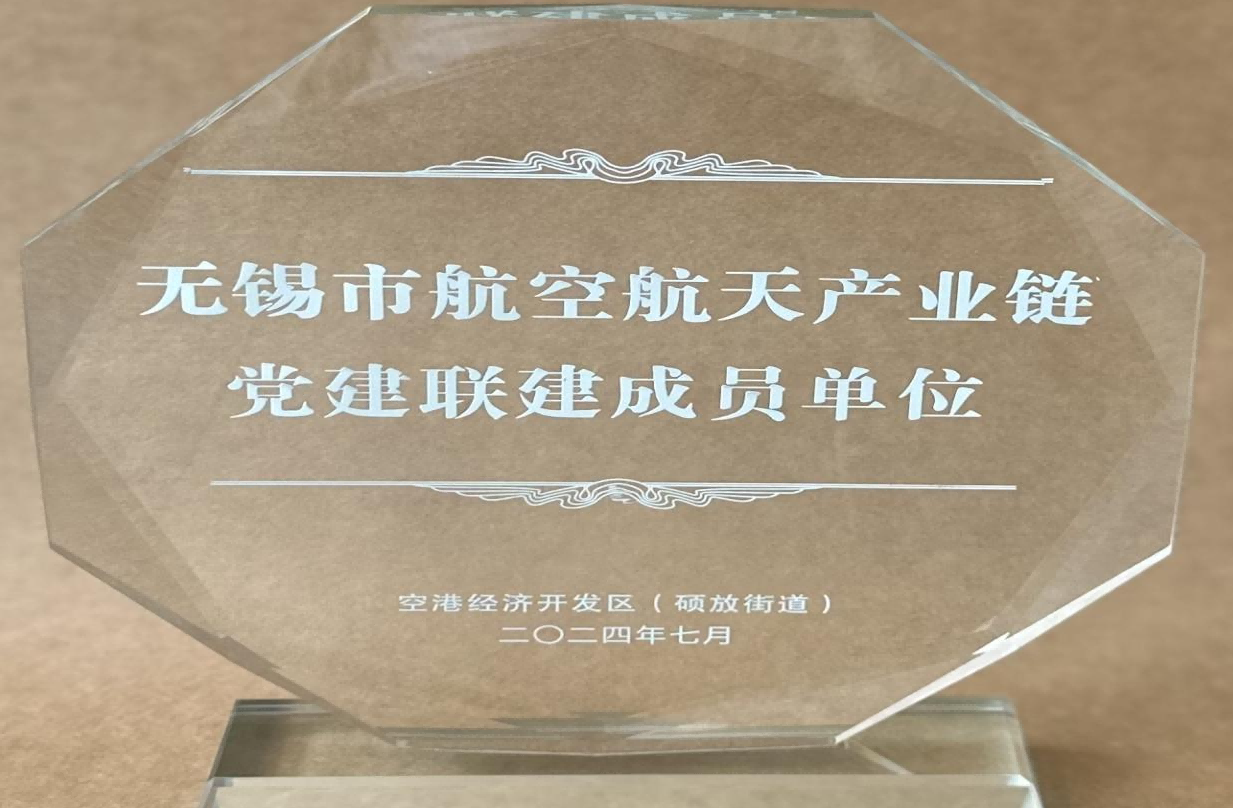 无锡市航空航天产业链
党建联建成员单位
空港经济开发区（硕放街道）
二〇二四年七月